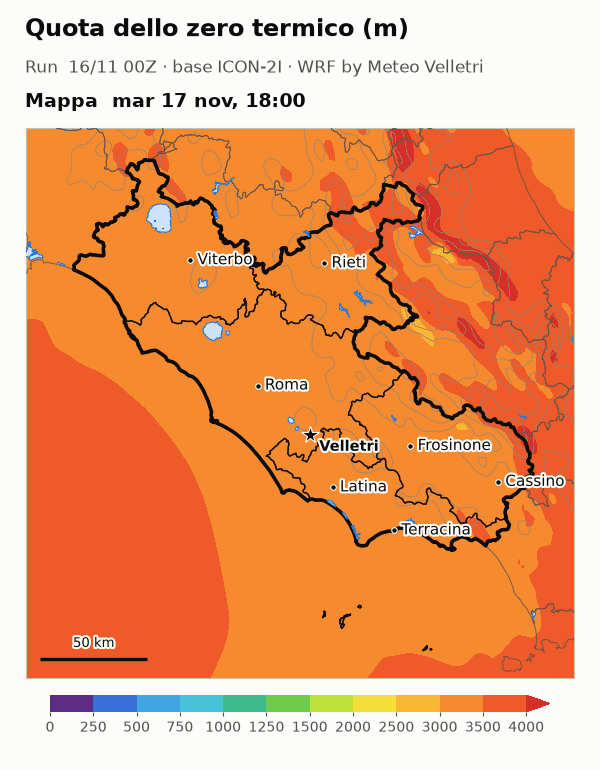 Quota dello zero termico (m)
Run  16/11 00Z · base ICON-2I · WRF by Meteo Velletri
Mappa  mar 17 nov, 18:00
Viterbo
Rieti
Roma
Velletri
Frosinone
Latina
Cassino
Terracina
50 km
0 250 500 750 1000 1250 1500 2000 2500 3000 3500 4000